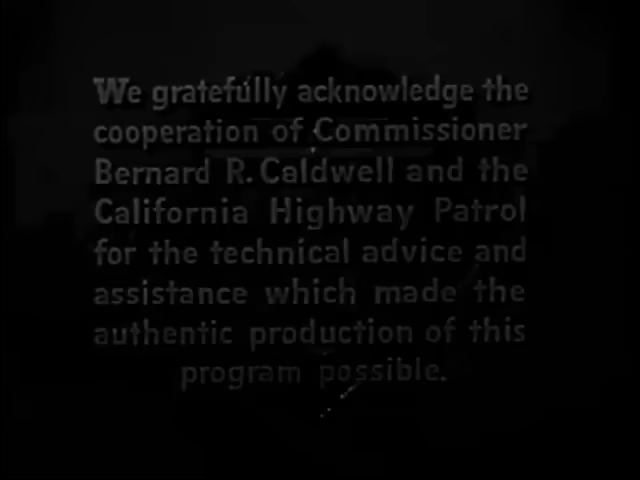 We gratefully acknowledge the
cooperation of Commissioner
Bernard R. Caldwell and the
California Highway Patrol
for the technical advice and
assistance which made the
authentic production of this
program possible.